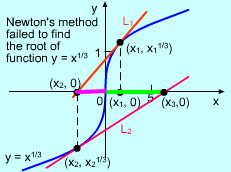 Newton's method
failed to find
the root of
function y = x^1/3
y
L₁
1
(x₁, x₁^1/3)
(x₂, 0)
0
(x₁, 0)
5
(x₃,0)
x
L₂
y = x^1/3
(x₂, x₂^1/3)